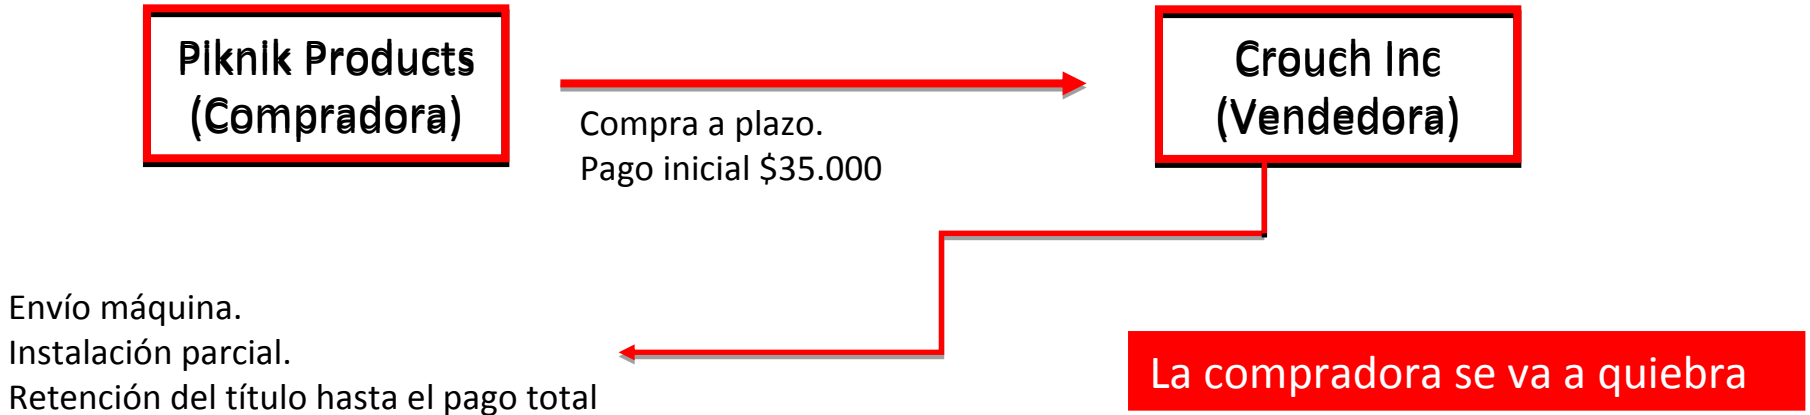 Piknik Products
(Compradora)
Compra a plazo.
Pago inicial $35.000
Crouch Inc
(Vendedora)
Envío máquina.
Instalación parcial.
Retención del título hasta el pago total
La compradora se va a quiebra